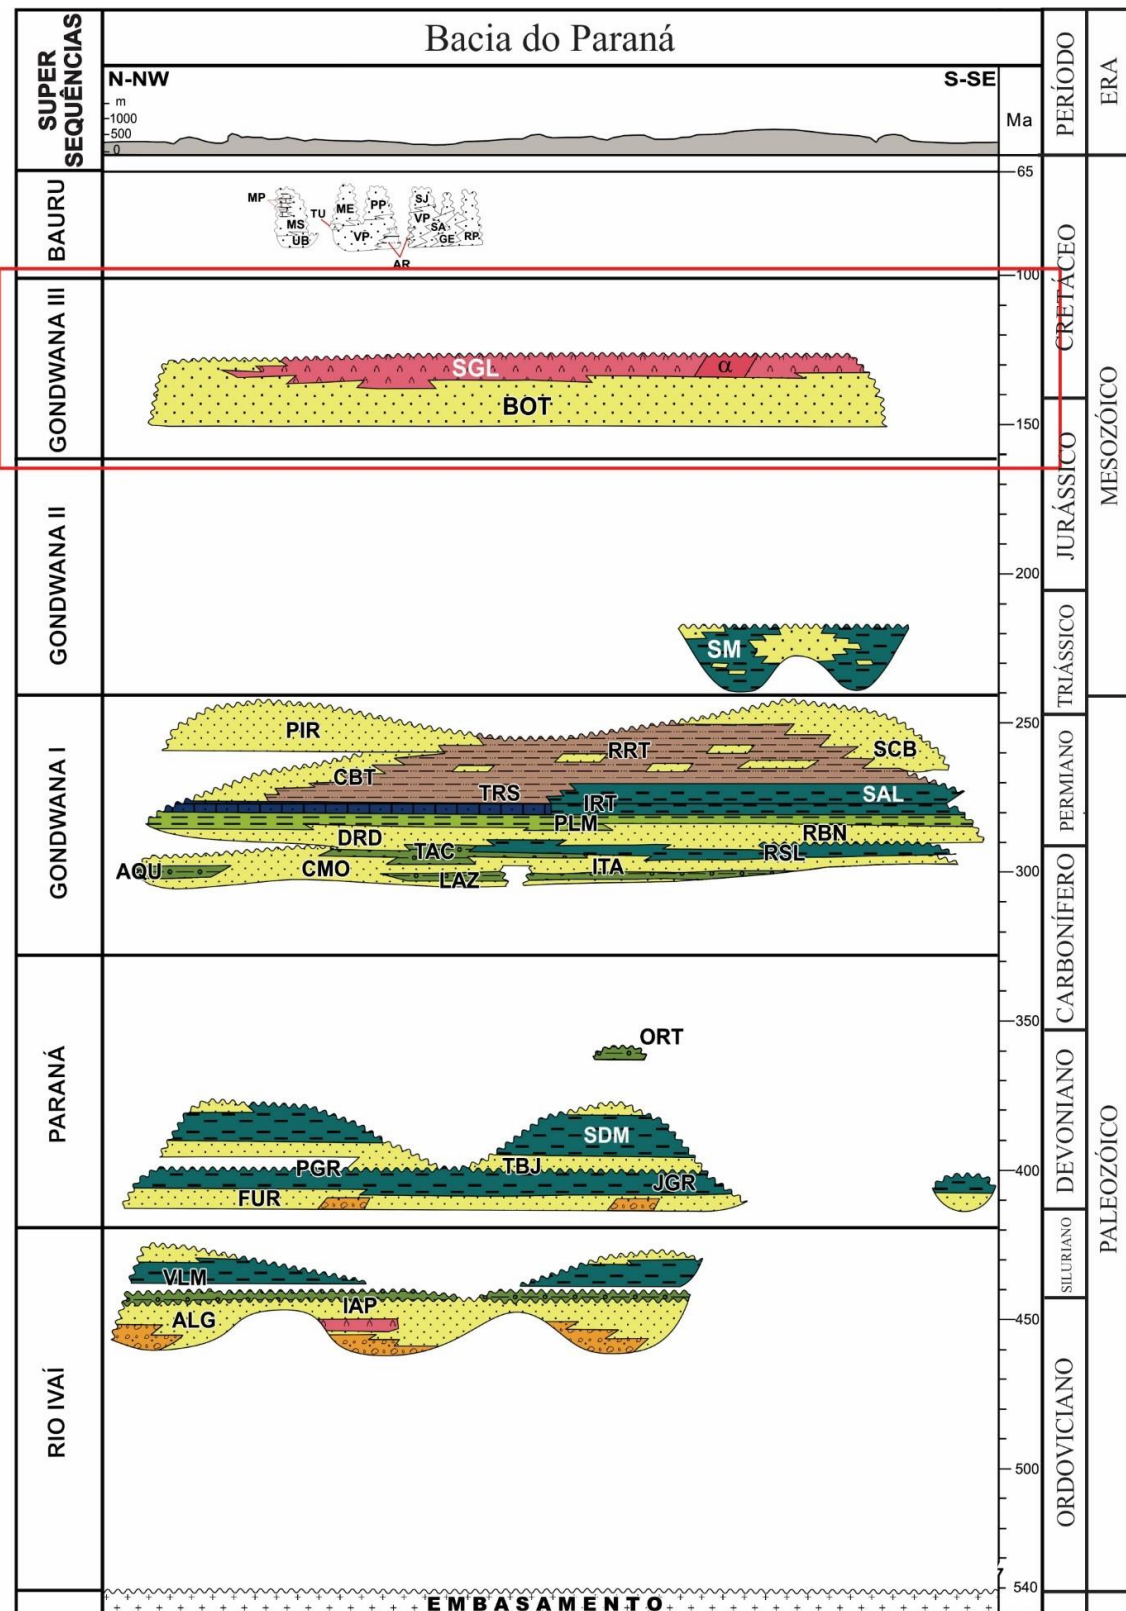 SUPER
SEQUÊNCIAS
Bacia do Paraná
PERÍODO
ERA
N-NW
S-SE
Ma
m
1000
500
0
65
BAURU
MP
MS
UB
TU
ME
PP
VP
AR
SJ
VP
SA
GE
RP
100
CRETÁCEO
GONDWANA III
SGL
α
BOT
150
MESOZÓICO
JURÁSSICO
GONDWANA II
200
SM
TRIÁSSICO
GONDWANA I
250
PIR
RRT
SCB
CBT
TRS
IRT
SAL
PLM
DRD
RBN
TAC
RSL
AQU
CMO
ITA
LAZ
300
PERMIANO
CARBONÍFERO
PARANÁ
350
ORT
SDM
PGR
TBJ
JGR
FUR
400
DEVONIANO
PALEOZÓICO
SILURIANO
RIO IVAÍ
VLM
IAP
ALG
450
500
ORDOVICIANO
540
EMBASAMENTO